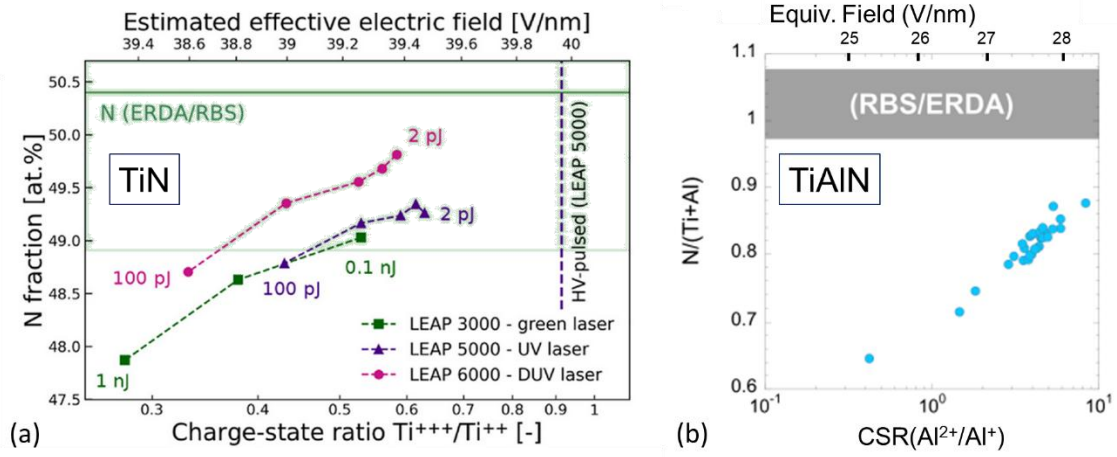 Estimated effective electric field [V/nm]
39.4 38.6 38.8 39 39.2 39.4 39.6 39.8 40
N fraction [at.%]
50.5
50.0
49.5
49.0
48.5
48.0
47.5
N (ERDA/RBS)
TiN
2 pJ
2 pJ
100 pJ
100 pJ
0.1 nJ
1 nJ
HV-pulsed (LEAP 5000)
LEAP 3000 - green laser
LEAP 5000 - UV laser
LEAP 6000 - DUV laser
0.3 0.4 0.5 0.6 0.7 0.8 0.9 1
Charge-state ratio Ti⁺⁺⁺/Ti⁺⁺ [-]
(a)
Equiv. Field (V/nm)
25 26 27 28
N/(Ti+Al)
1.1
1
0.9
0.8
0.7
0.6
(RBS/ERDA)
TiAlN
10⁻¹ 10⁰ 10¹
CSR(Al²⁺/Al⁺)
(b)